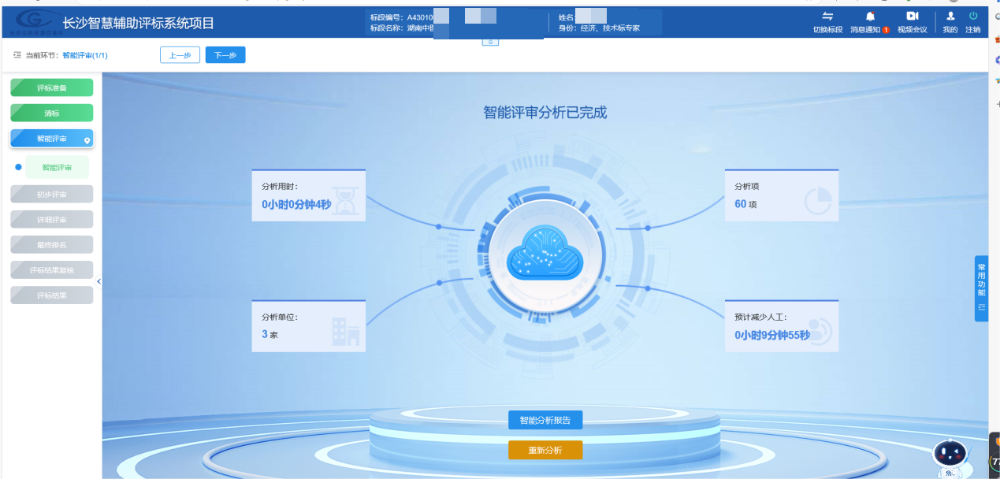 长沙智慧辅助评标系统项目
标段编号：A43010
标段名称：湖南中
姓名
身份：经济、技术标专家
切换标段 消息通知 1 视频会议 我的 注销
当前环节：智能评审(1/1)
上一步 下一步
评标准备
清标
智能评审
智能评审
初步评审
详细评审
最终排名
评标结果复核
评标结果
智能评审分析已完成
分析用时：
0小时0分钟4秒
分析项
60 项
分析单位：
3 家
预计减少人工：
0小时9分钟55秒
智能分析报告
重新分析
常用功能
77